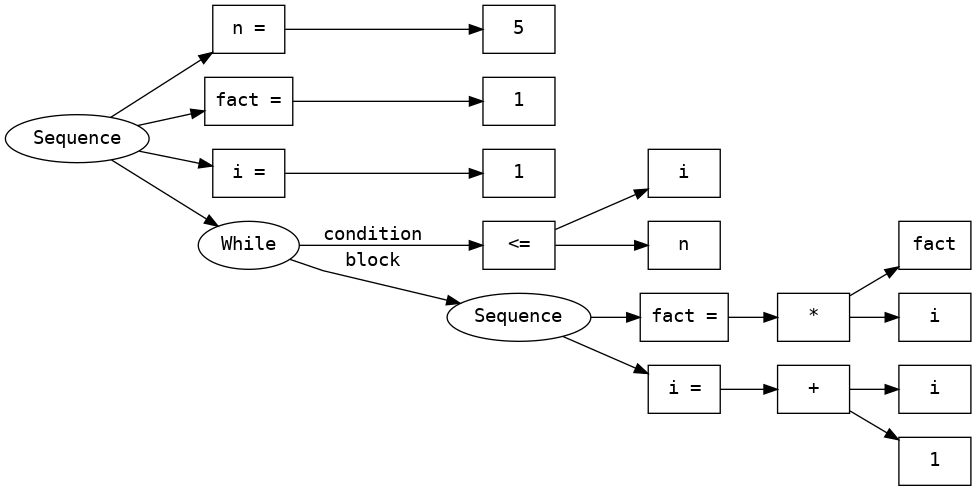 n =
5
fact =
1
Sequence
i =
1
i
While
condition
<=
n
fact
block
Sequence
fact =
*
i
i =
+
i
1